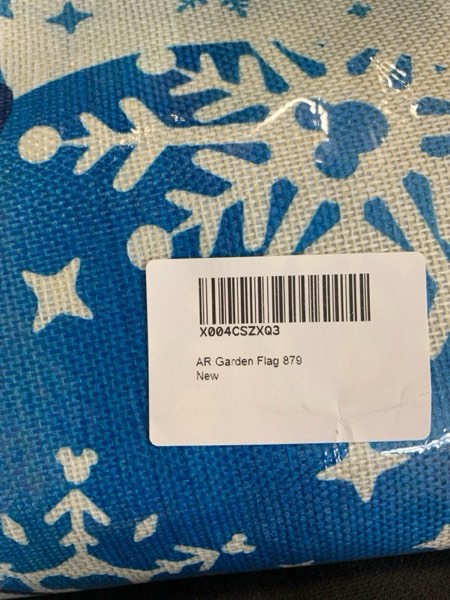 X004CSZXQ3
AR Garden Flag 879
New